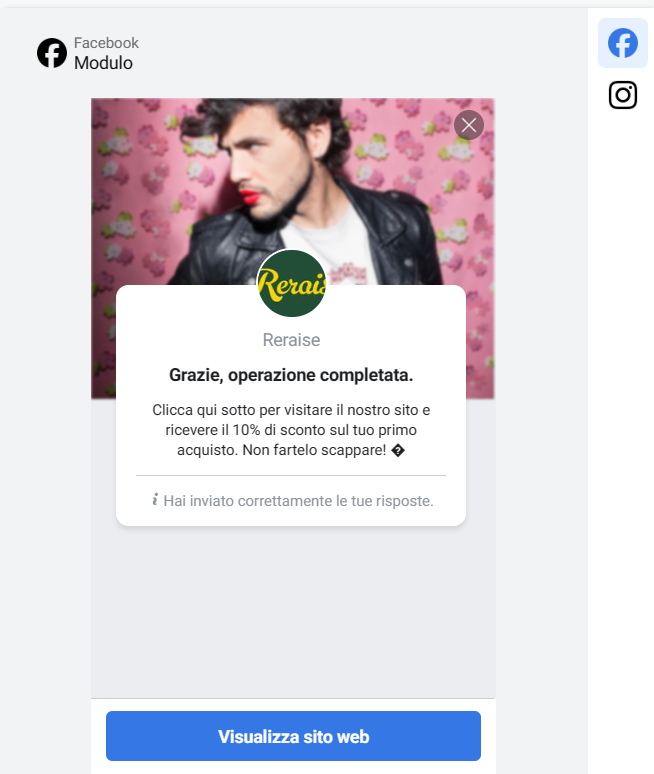 Facebook
Modulo
Rerais
Reraise
Grazie, operazione completata.
Clicca qui sotto per visitare il nostro sito e
ricevere il 10% di sconto sul tuo primo
acquisto. Non fartelo scappare! �
i Hai inviato correttamente le tue risposte.
Visualizza sito web